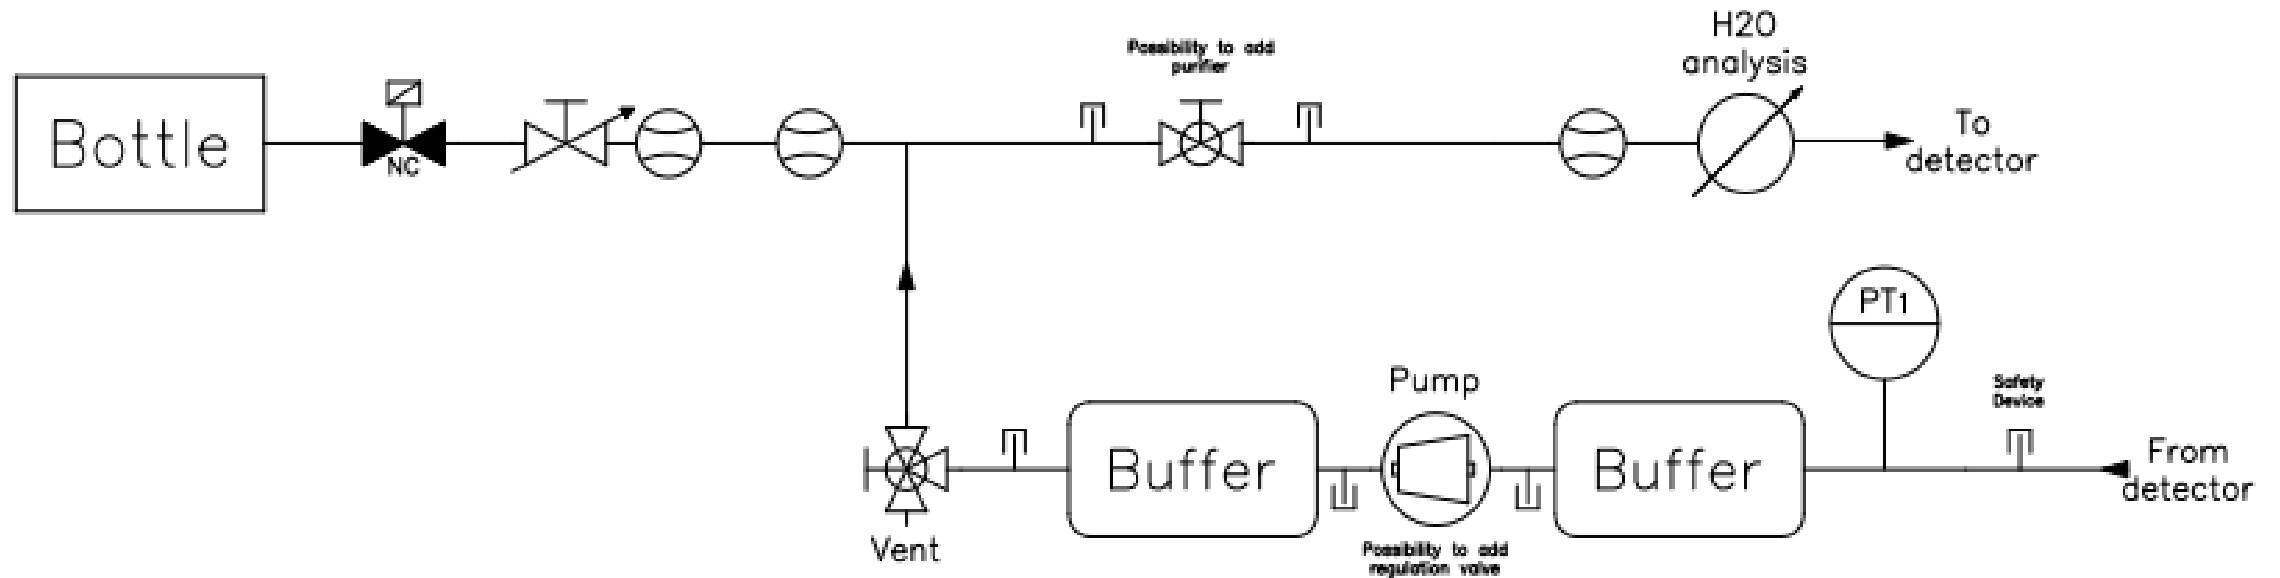 H2O
analysis
Possibility to add
purifier
Bottle
NC
To
detector
PT1
Safety
Device
Pump
From
detector
Buffer
Buffer
Vent
Possibility to add
regulation valve